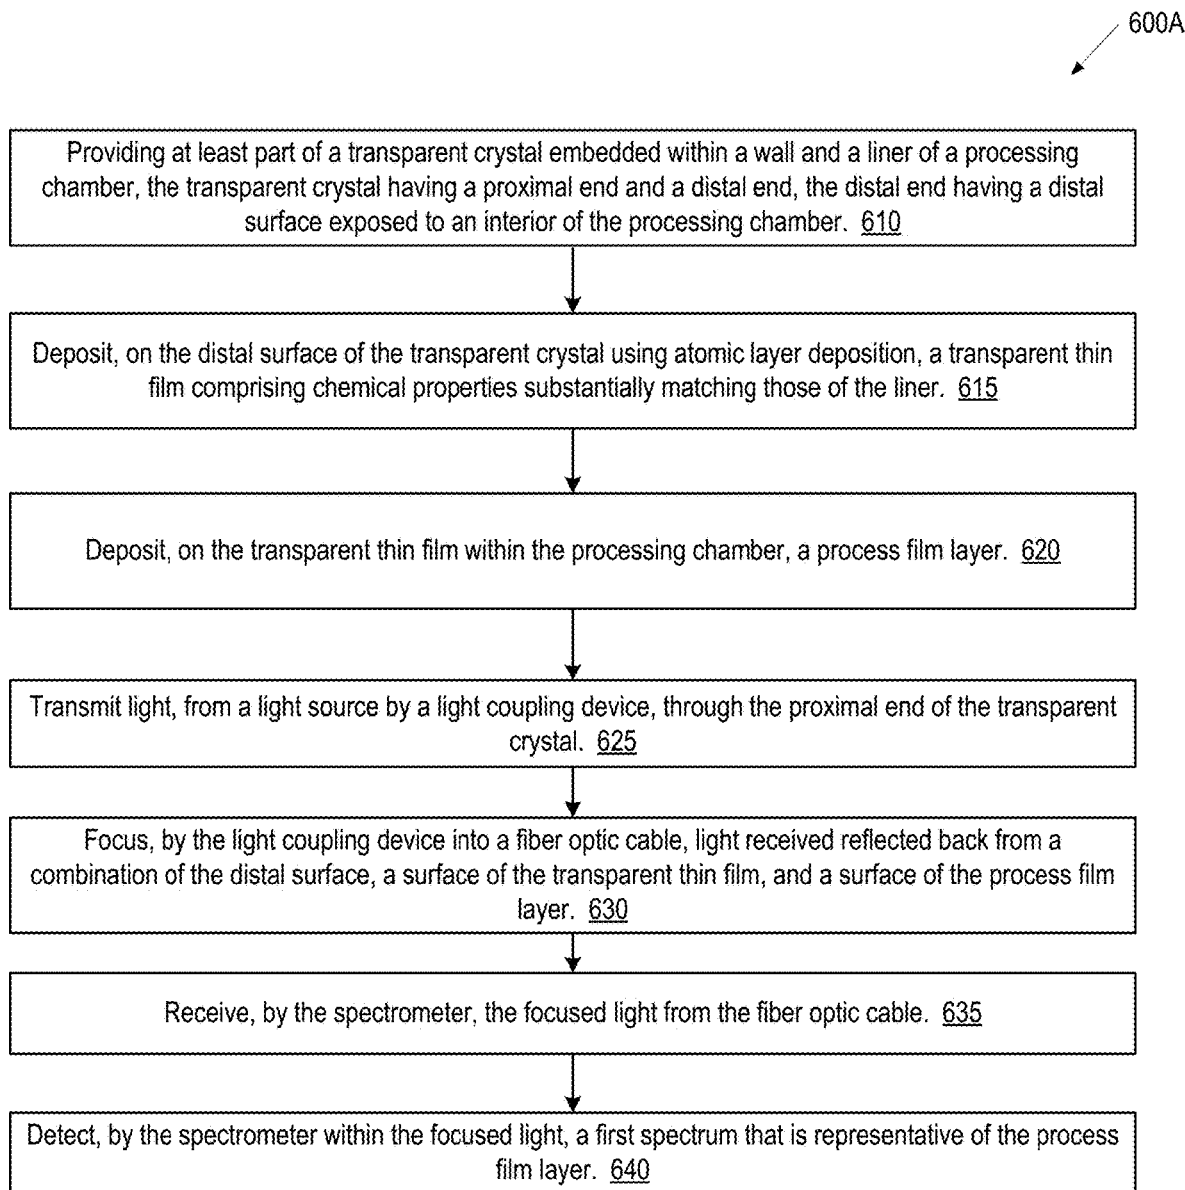 600A
Providing at least part of a transparent crystal embedded within a wall and a liner of a processing
chamber, the transparent crystal having a proximal end and a distal end, the distal end having a distal
surface exposed to an interior of the processing chamber. 610
Deposit, on the distal surface of the transparent crystal using atomic layer deposition, a transparent thin
film comprising chemical properties substantially matching those of the liner. 615
Deposit, on the transparent thin film within the processing chamber, a process film layer. 620
Transmit light, from a light source by a light coupling device, through the proximal end of the transparent
crystal. 625
Focus, by the light coupling device into a fiber optic cable, light received reflected back from a
combination of the distal surface, a surface of the transparent thin film, and a surface of the process film
layer. 630
Receive, by the spectrometer, the focused light from the fiber optic cable. 635
Detect, by the spectrometer within the focused light, a first spectrum that is representative of the process
film layer. 640